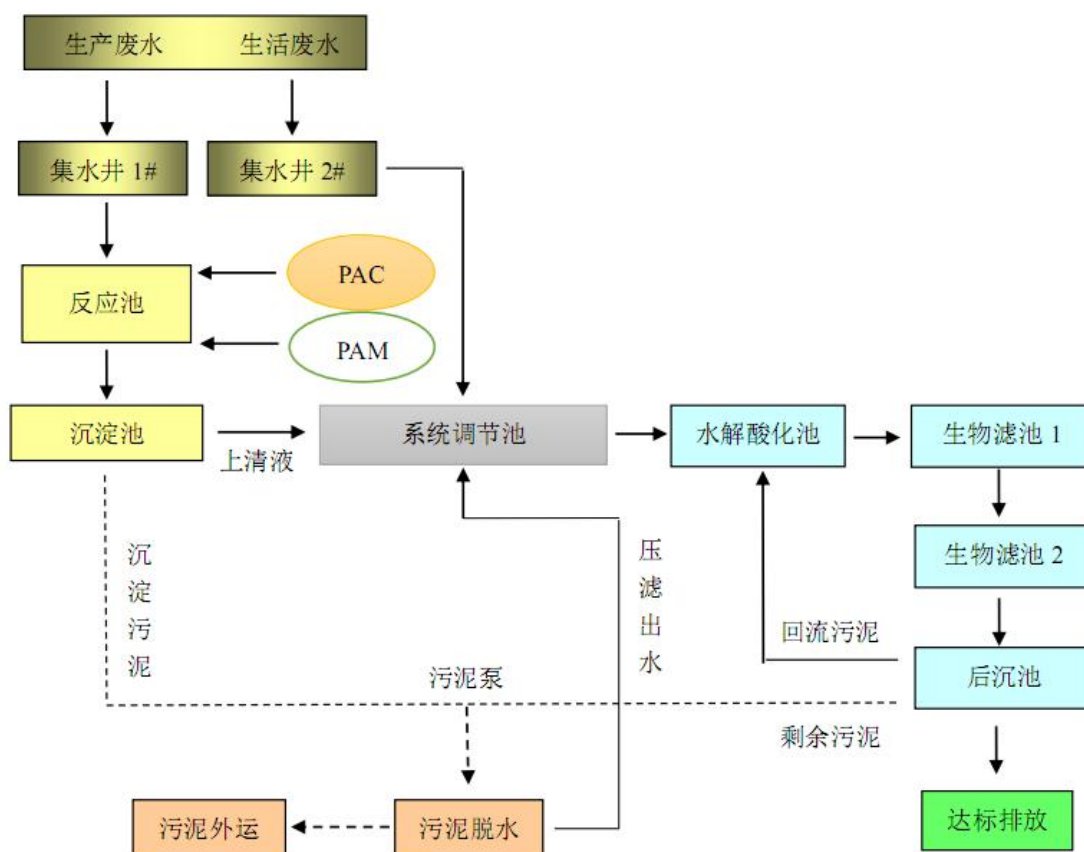 生产废水 生活废水
集水井 1#
集水井 2#
PAC
反应池
PAM
沉淀池
上清液
系统调节池
水解酸化池
生物滤池 1
沉淀污泥
压滤出水
生物滤池 2
回流污泥
后沉池
污泥泵
剩余污泥
污泥外运
污泥脱水
达标排放